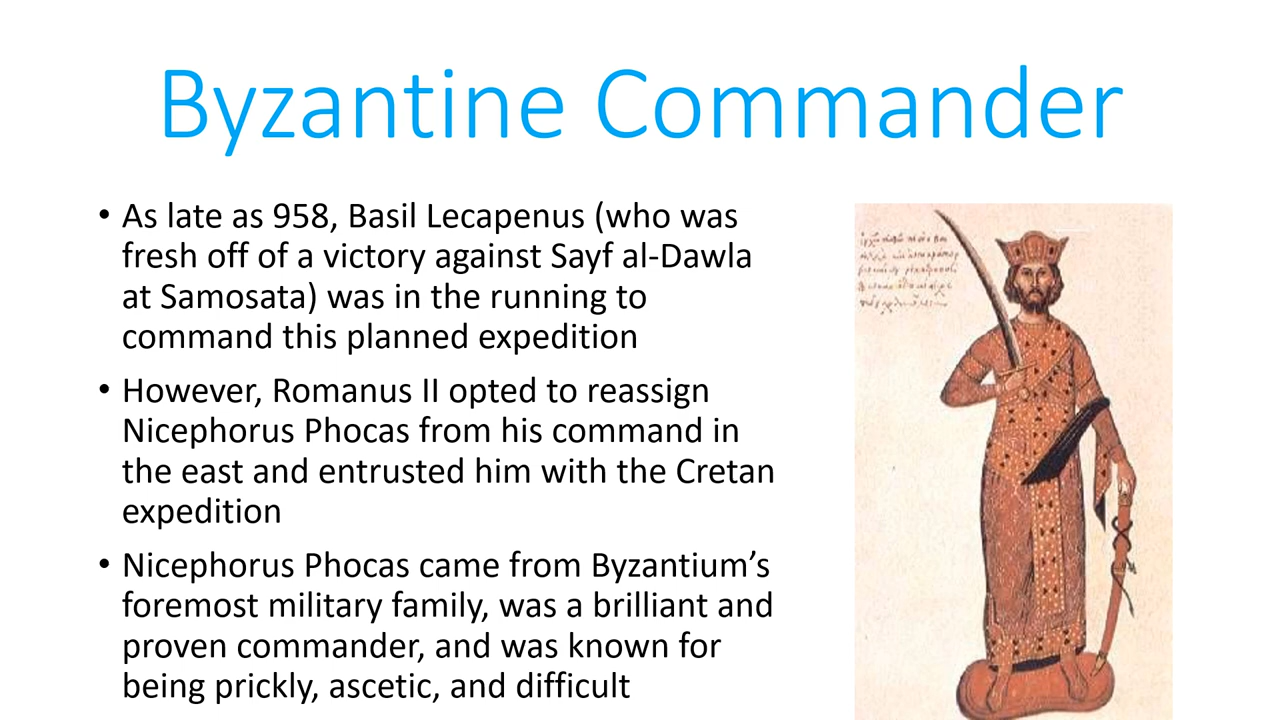 Byzantine Commander
• As late as 958, Basil Lecapenus (who was
fresh off of a victory against Sayf al-Dawla
at Samosata) was in the running to
command this planned expedition
• However, Romanus II opted to reassign
Nicephorus Phocas from his command in
the east and entrusted him with the Cretan
expedition
• Nicephorus Phocas came from Byzantium’s
foremost military family, was a brilliant and
proven commander, and was known for
being prickly, ascetic, and difficult